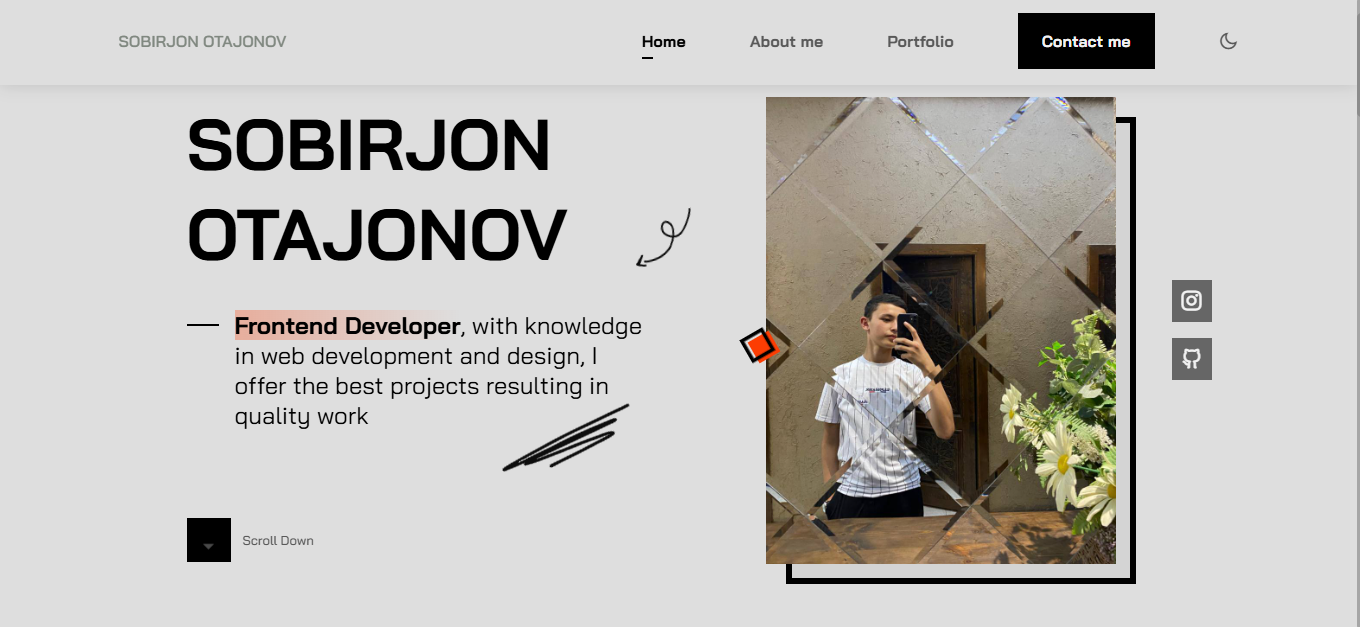 SOBIRJON OTAJONOV
Home
About me
Portfolio
Contact me
SOBIRJON
OTAJONOV
Frontend Developer, with knowledge
in web development and design, I
offer the best projects resulting in
quality work
Scroll Down